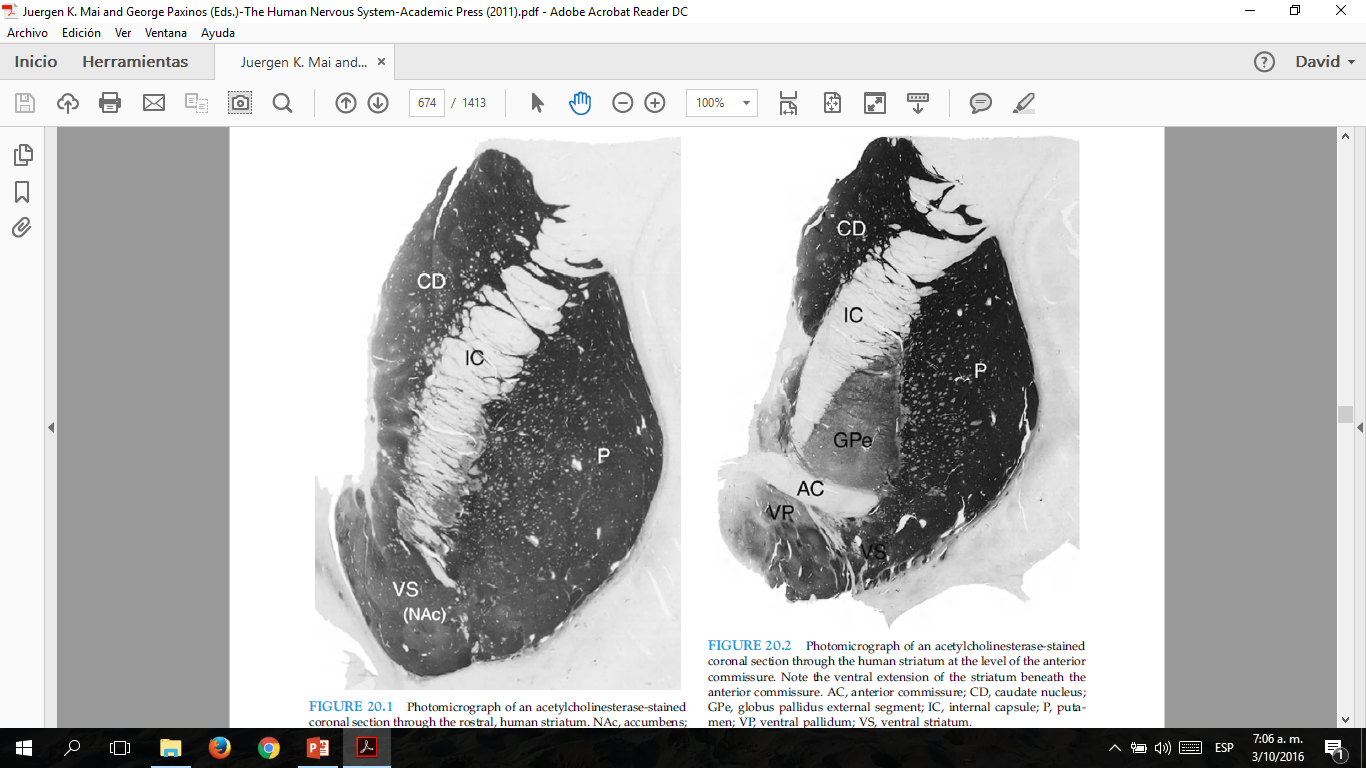 Juergen K. Mai and George Paxinos (Eds.)-The Human Nervous System-Academic Press (2011).pdf - Adobe Acrobat Reader DC
Archivo Edición Ver Ventana Ayuda
Inicio Herramientas Juergen K. Mai and... × ? David
674 / 1413 100%
CD
IC
P
VS
(NAc)
CD
IC
P
GPe
AC
VP
VS
FIGURE 20.1 Photomicrograph of an acetylcholinesterase-stained
coronal section through the rostral, human striatum. NAc, accumbens;
FIGURE 20.2 Photomicrograph of an acetylcholinesterase-stained
coronal section through the human striatum at the level of the anterior
commissure. Note the ventral extension of the striatum beneath the
anterior commissure. AC, anterior commissure; CD, caudate nucleus;
GPe, globus pallidus external segment; IC, internal capsule; P, puta-
men; VP, ventral pallidum; VS, ventral striatum.
ESP
7:06 a. m.
3/10/2016
1